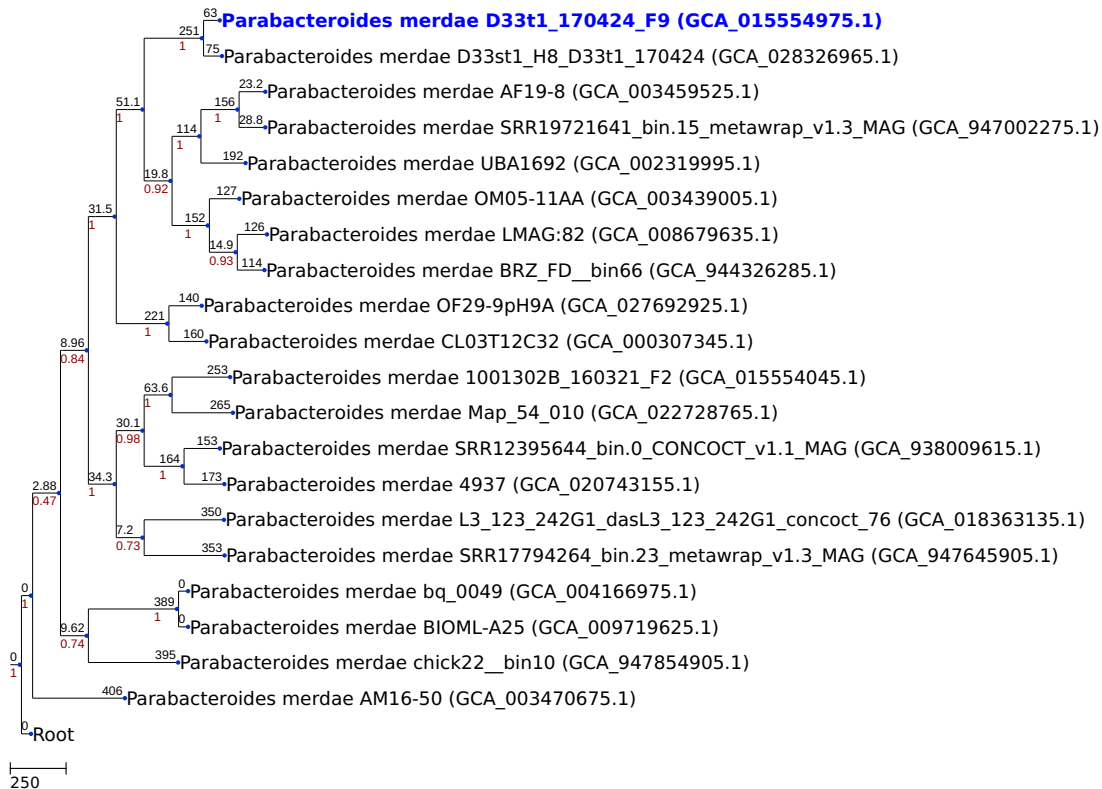 63
Parabacteroides merdae D33t1_170424_F9 (GCA_015554975.1)
251
1
75
Parabacteroides merdae D33st1_H8_D33t1_170424 (GCA_028326965.1)
23.2
Parabacteroides merdae AF19-8 (GCA_003459525.1)
51.1
1
156
1
28.8
Parabacteroides merdae SRR19721641_bin.15_metawrap_v1.3_MAG (GCA_947002275.1)
114
1
192
Parabacteroides merdae UBA1692 (GCA_002319995.1)
19.8
0.92
127
Parabacteroides merdae OM05-11AA (GCA_003439005.1)
31.5
1
152
1
126
Parabacteroides merdae LMAG:82 (GCA_008679635.1)
14.9
0.93
114
Parabacteroides merdae BRZ_FD__bin66 (GCA_944326285.1)
140
Parabacteroides merdae OF29-9pH9A (GCA_027692925.1)
221
1
160
Parabacteroides merdae CL03T12C32 (GCA_000307345.1)
8.96
0.84
253
Parabacteroides merdae 1001302B_160321_F2 (GCA_015554045.1)
63.6
1
265
Parabacteroides merdae Map_54_010 (GCA_022728765.1)
30.1
0.98
153
Parabacteroides merdae SRR12395644_bin.0_CONCOCT_v1.1_MAG (GCA_938009615.1)
164
1
173
Parabacteroides merdae 4937 (GCA_020743155.1)
34.3
1
2.88
0.47
350
Parabacteroides merdae L3_123_242G1_dasL3_123_242G1_concoct_76 (GCA_018363135.1)
7.2
0.73
353
Parabacteroides merdae SRR17794264_bin.23_metawrap_v1.3_MAG (GCA_947645905.1)
0
Parabacteroides merdae bq_0049 (GCA_004166975.1)
0
1
389
1
0
Parabacteroides merdae BIOML-A25 (GCA_009719625.1)
9.62
0.74
395
Parabacteroides merdae chick22__bin10 (GCA_947854905.1)
0
1
406
Parabacteroides merdae AM16-50 (GCA_003470675.1)
0
Root
250